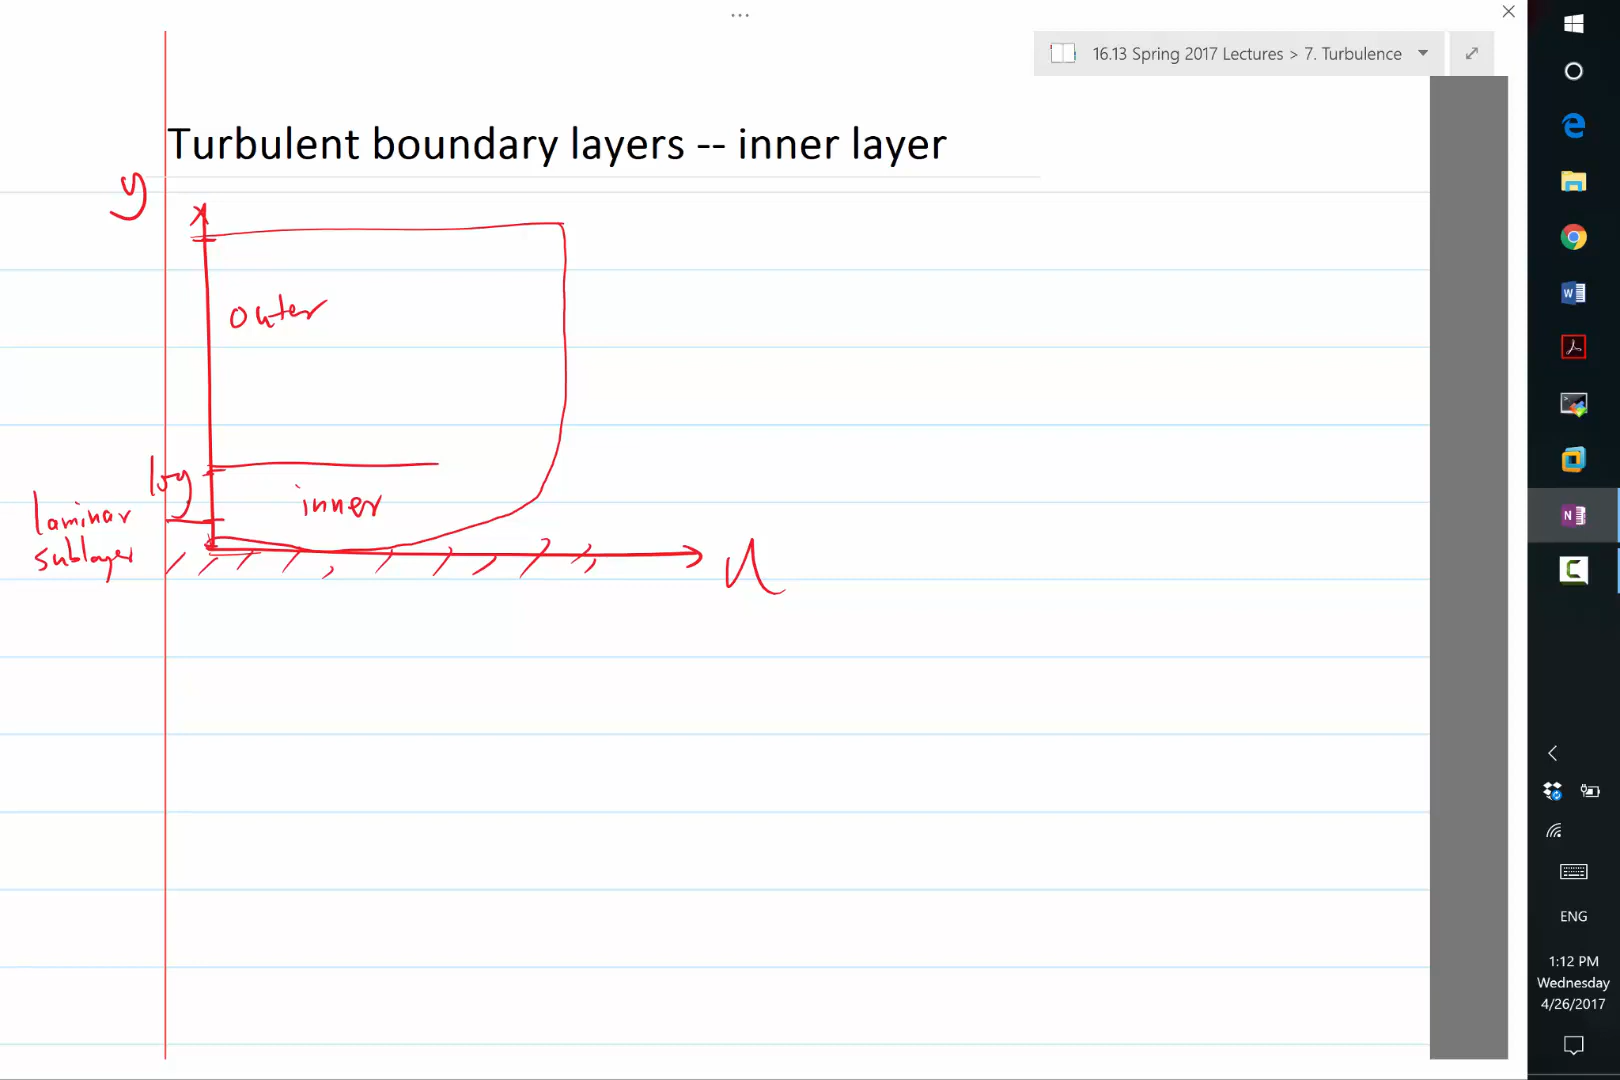 16.13 Spring 2017 Lectures > 7. Turbulence
Turbulent boundary layers -- inner layer
y
outer
log
inner
laminar
sublayer
u
ENG
1:12 PM
Wednesday
4/26/2017